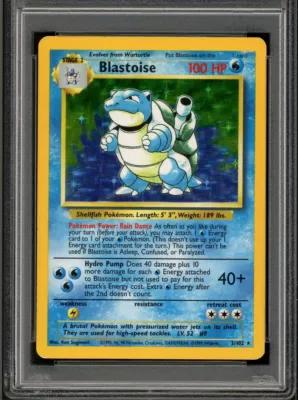 Evolves from Wartortle Put Blastoise on the
STAGE 2
Blastoise 100 HP
Shellfish Pokémon. Length: 5' 3", Weight: 189 lbs.
Pokémon Power: Rain Dance As often as you like during
your turn (before your attack), you may attach 1 Energy
card to 1 of your Pokémon. (This doesn't use up your 1
Energy card attachment for the turn.) This power can't be
used if Blastoise is Asleep, Confused, or Paralyzed.
Hydro Pump Does 40 damage plus 10
more damage for each Energy attached
to Blastoise but not used to pay for this
attack's Energy cost. Extra Energy after
the 2nd doesn't count.
40+
weakness resistance retreat cost
A brutal Pokémon with pressurized water jets on its shell.
They are used for high-speed tackles. LV. 52 #9
Illus. Ken Sugimori
2/102 ★